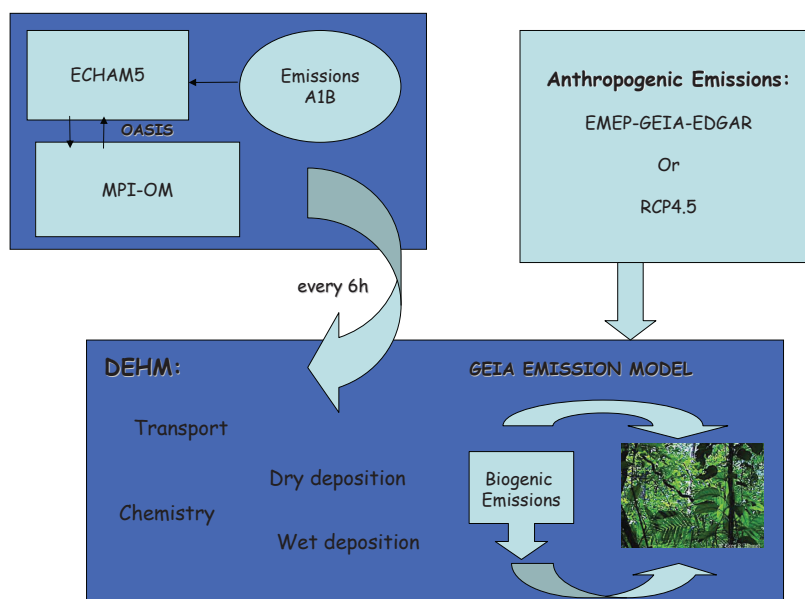 ECHAM5
Emissions
A1B
OASIS
MPI-OM
Anthropogenic Emissions:
EMEP-GEIA-EDGAR
Or
RCP4.5
every 6h
DEHM:
GEIA EMISSION MODEL
Transport
Dry deposition
Chemistry
Wet deposition
Biogenic
Emissions